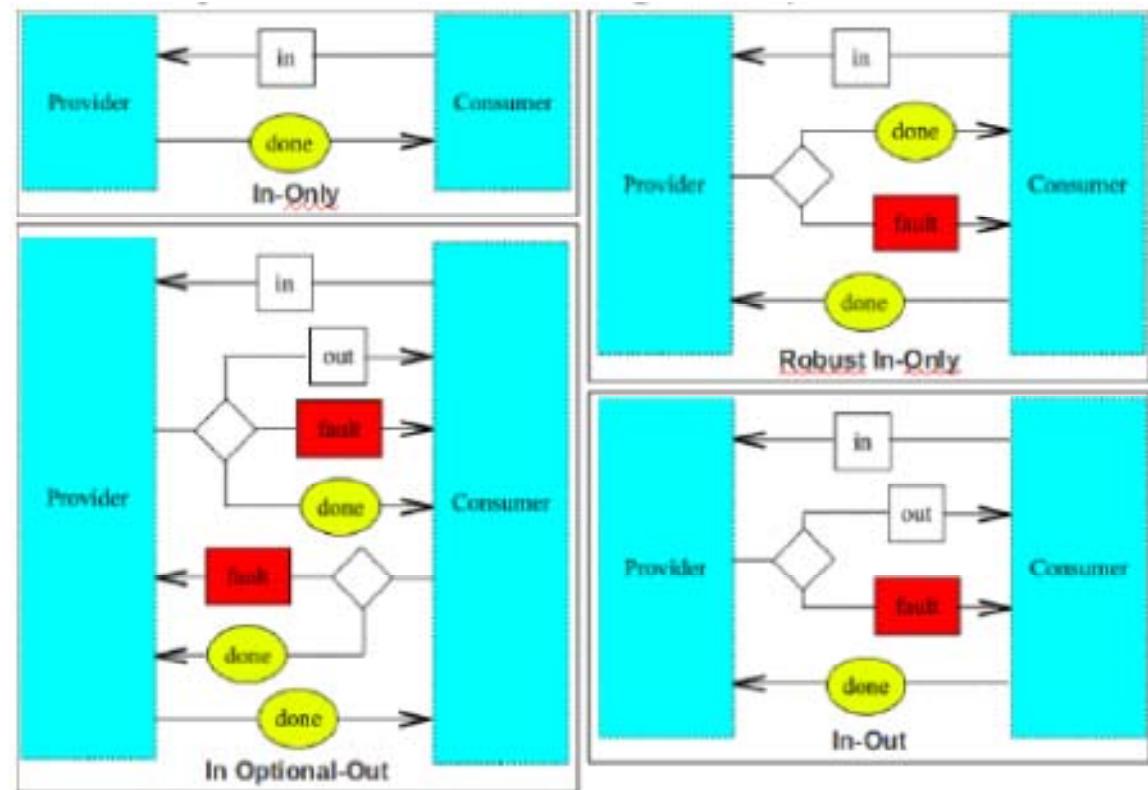 in
Provider
Consumer
done
In-Only
in
done
Provider
Consumer
fault
done
Robust In-Only
in
out
fault
Provider
Consumer
done
fault
done
done
In Optional-Out
in
out
Provider
Consumer
fault
done
In-Out